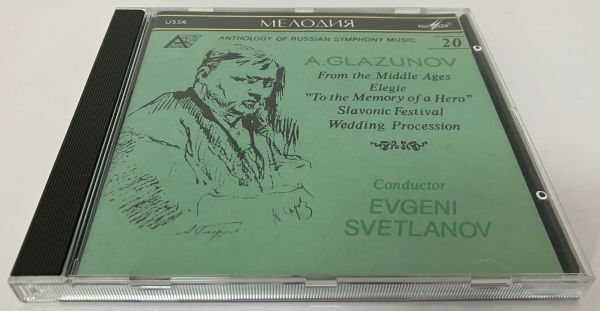 USSR
МЕЛОДИЯ
ANTHOLOGY OF RUSSIAN SYMPHONY MUSIC
20
A.GLAZUNOV
From the Middle Ages
Elegie
"To the Memory of a Hero"
Slavonic Festival
Wedding Procession
Conductor
EVGENI
SVETLANOV